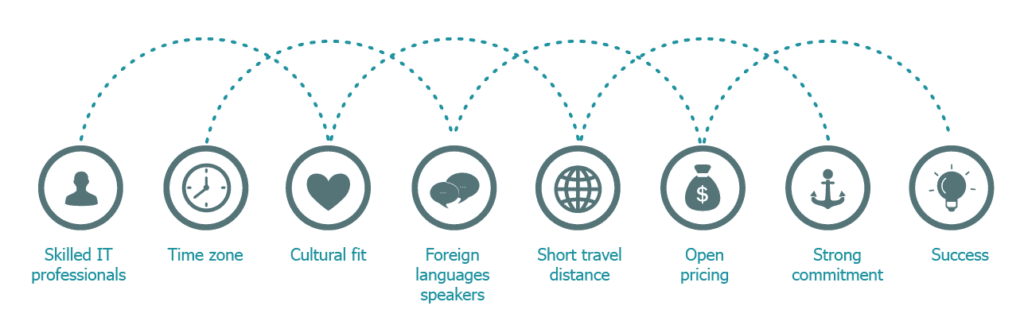 Skilled IT
professionals
Time zone
Cultural fit
Foreign
languages
speakers
Short travel
distance
Open
pricing
Strong
commitment
Success
$